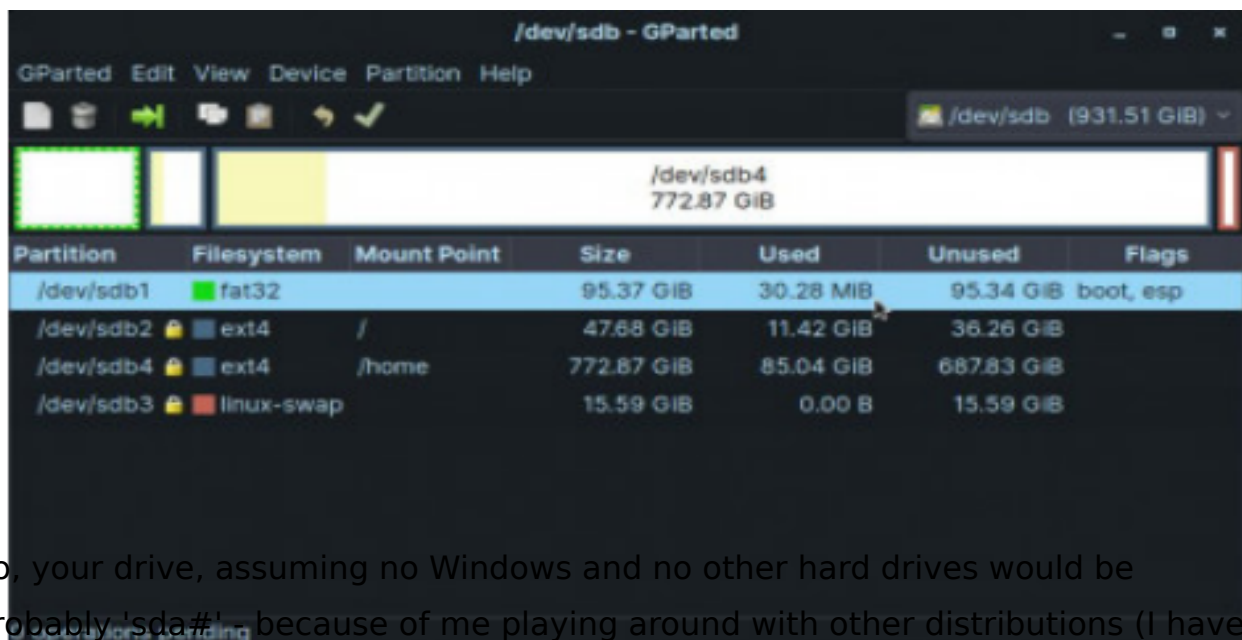 /dev/sdb - GParted
GParted Edit View Device Partition Help
/dev/sdb (931.51 GiB)
/dev/sdb4
772.87 GiB
Partition Filesystem Mount Point Size Used Unused Flags
/dev/sdb1 fat32 95.37 GiB 30.28 MiB 95.34 GiB boot, esp
/dev/sdb2 ext4 / 47.68 GiB 11.42 GiB 36.26 GiB
/dev/sdb4 ext4 /home 772.87 GiB 85.04 GiB 687.83 GiB
/dev/sdb3 linux-swap 15.59 GiB 0.00 B 15.59 GiB
o, your drive, assuming no Windows and no other hard drives would be
robably 'sda#' - because of me playing around with other distributions (I have